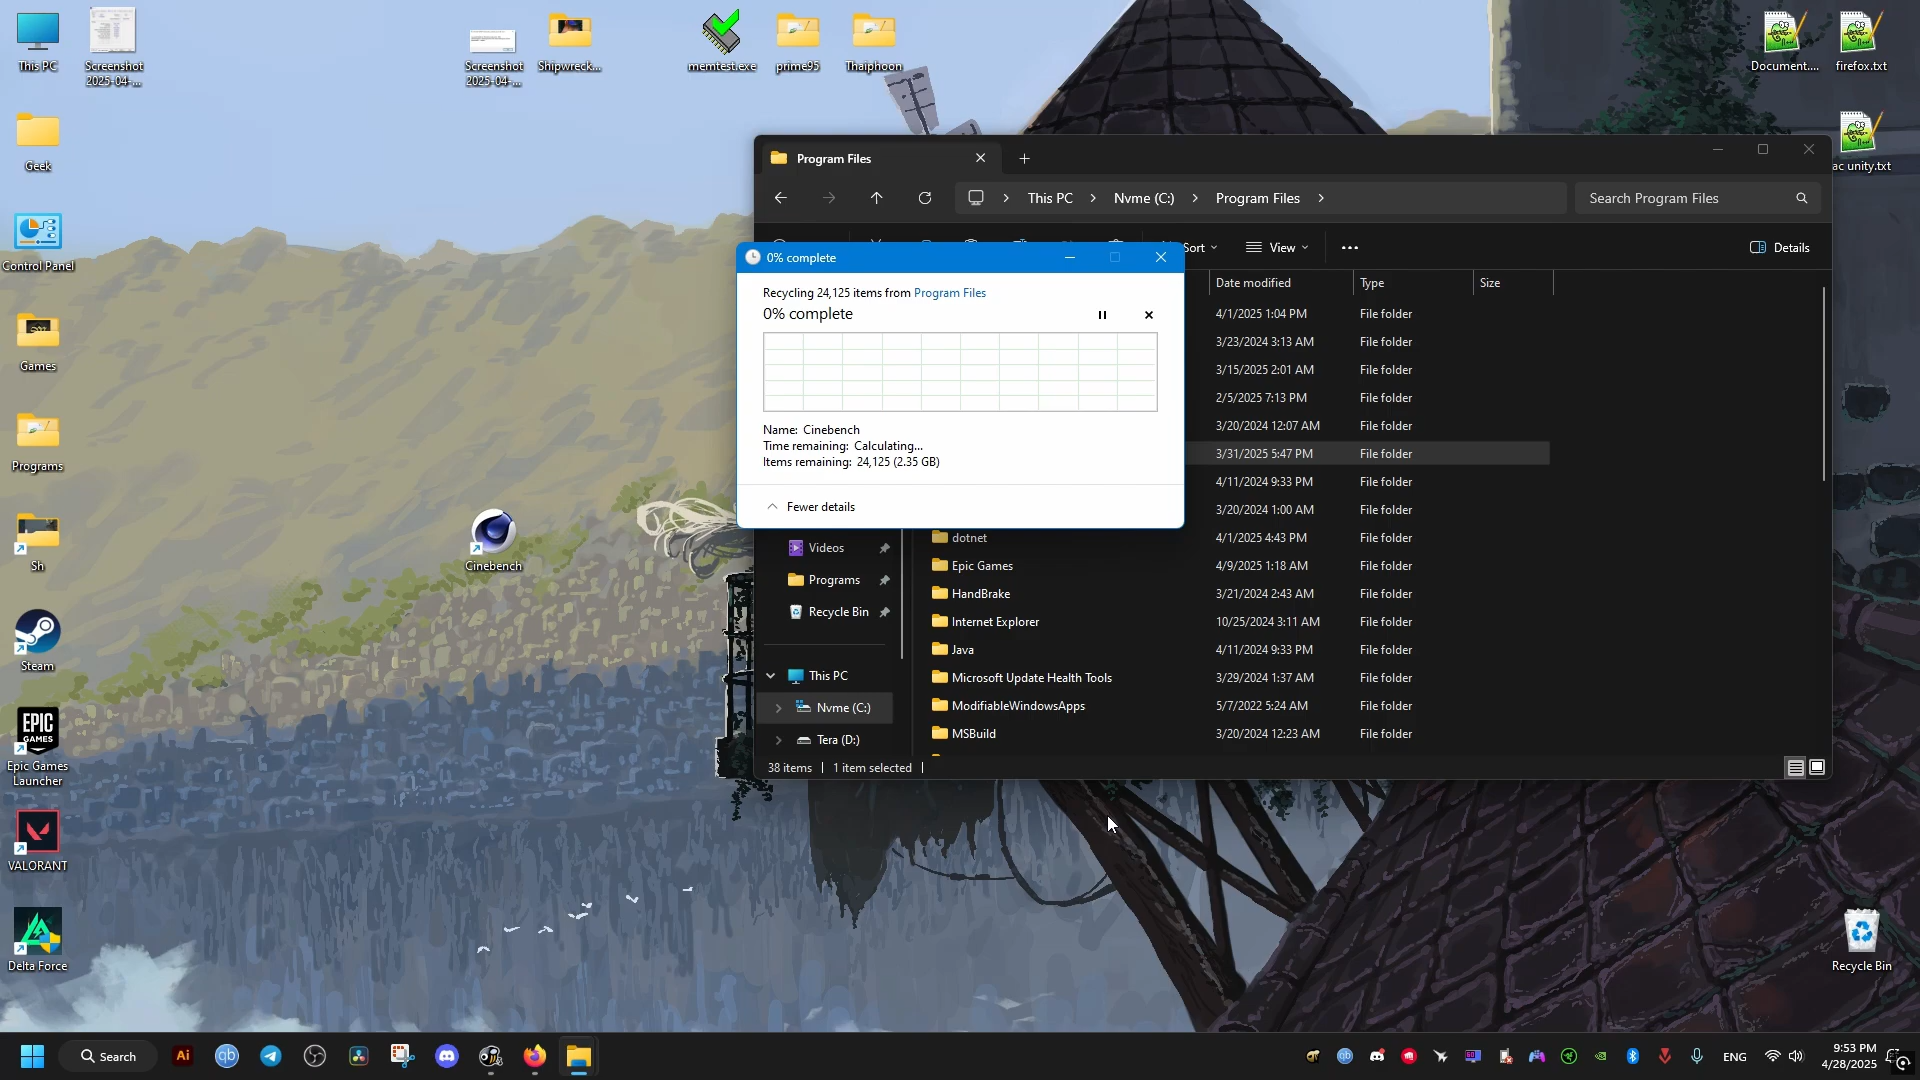 This PC
Screenshot
2025-04-...
Screenshot
2025-04-...
Shipwreck...
memtest.exe
prime95
Thaiphoon
Document....
firefox.txt
Geek
ac unity.txt
Control Panel
Games
Programs
Sh
Cinebench
Steam
EPIC
GAMES
Epic Games
Launcher
VALORANT
Delta Force
Recycle Bin
Program Files
This PC
Nvme (C:)
Program Files
Search Program Files
Sort
View
Details
Date modified
Type
Size
4/1/2025 1:04 PM
File folder
3/23/2024 3:13 AM
File folder
3/15/2025 2:01 AM
File folder
2/5/2025 7:13 PM
File folder
3/20/2024 12:07 AM
File folder
3/31/2025 5:47 PM
File folder
4/11/2024 9:33 PM
File folder
3/20/2024 1:00 AM
File folder
dotnet
4/1/2025 4:43 PM
File folder
Epic Games
4/9/2025 1:18 AM
File folder
HandBrake
3/21/2024 2:43 AM
File folder
Internet Explorer
10/25/2024 3:11 AM
File folder
Java
4/11/2024 9:33 PM
File folder
Microsoft Update Health Tools
3/29/2024 1:37 AM
File folder
ModifiableWindowsApps
5/7/2022 5:24 AM
File folder
MSBuild
3/20/2024 12:23 AM
File folder
Videos
Programs
Recycle Bin
This PC
Nvme (C:)
Tera (D:)
38 items
1 item selected
0% complete
Recycling 24,125 items from Program Files
0% complete
Name: Cinebench
Time remaining: Calculating...
Items remaining: 24,125 (2.35 GB)
Fewer details
Search
Ai
qb
ENG
9:53 PM
4/28/2025